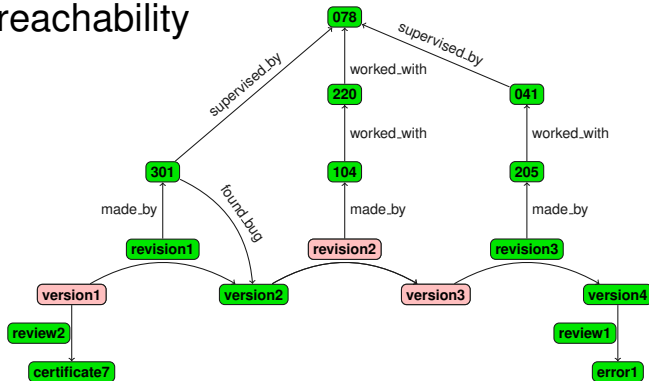 reachability
078
supervised_by
worked_with
supervised_by
220
041
worked_with
worked_with
301
104
205
made_by
found_bug
made_by
made_by
revision1
revision2
revision3
version1
version2
version3
version4
review2
review1
certificate7
error1